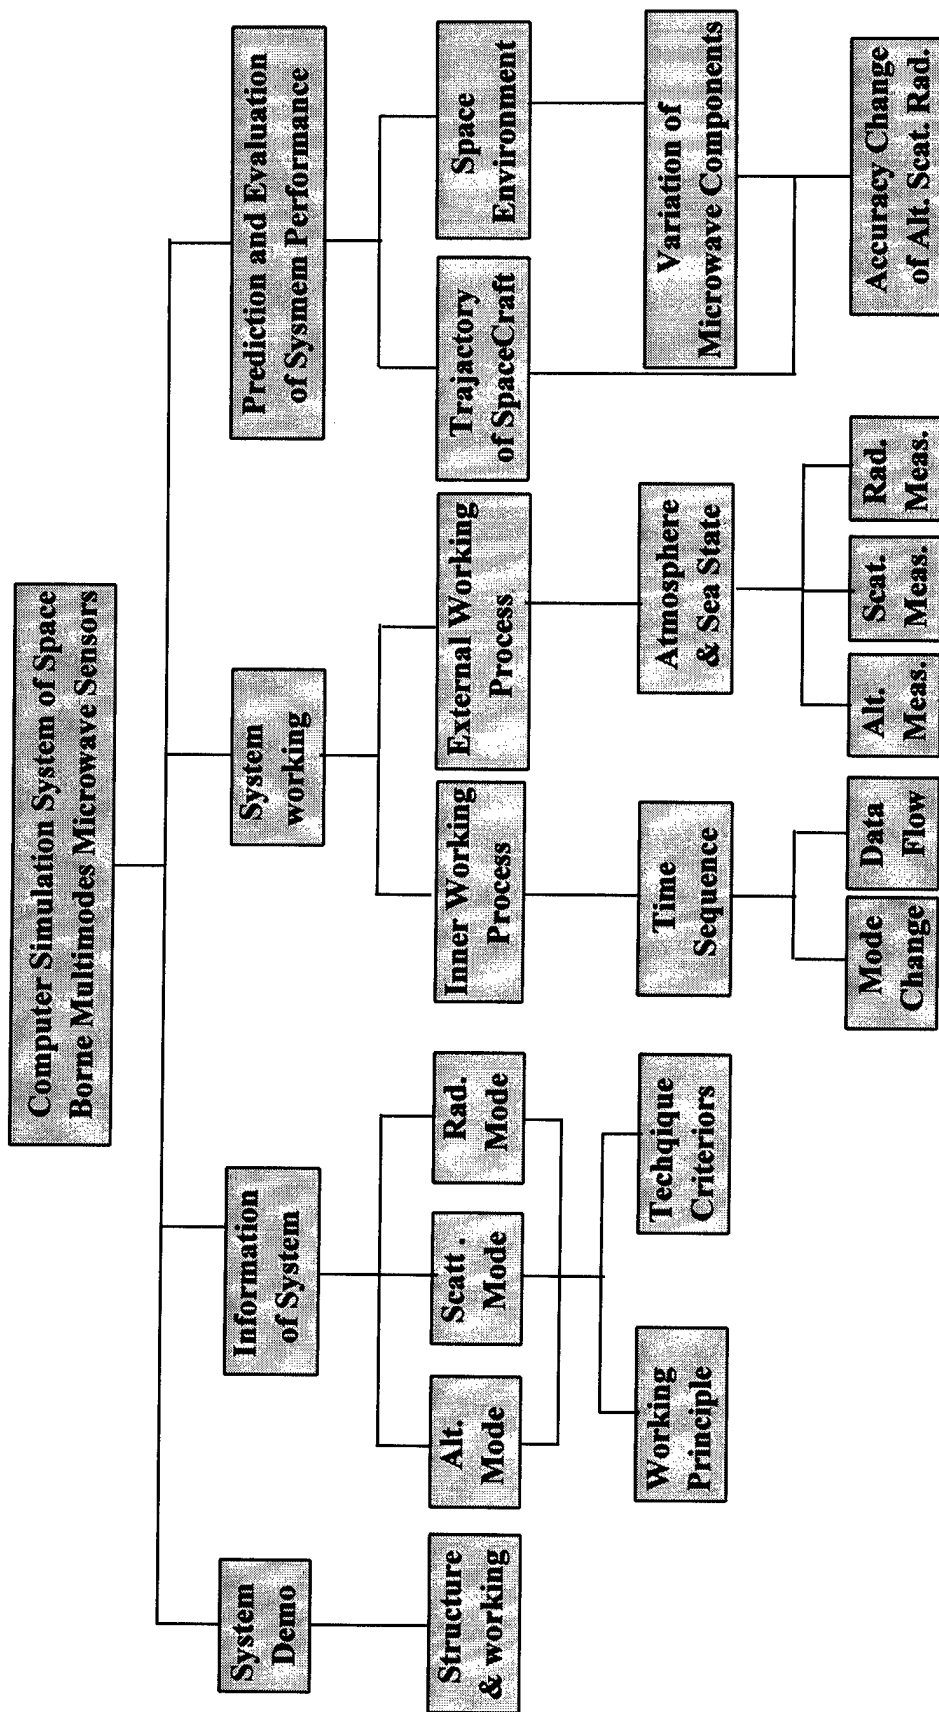 Computer Simulation System of Space
Borne Multimodes Microwave Sensors
System
Demo
Information
of System
System
working
Prediction and Evaluation
of Sysmem Performance
Structure
& working
Alt.
Mode
Scatt .
Mode
Rad.
Mode
Inner Working
Process
External Working
Process
Trajactory
of SpaceCraft
Space
Environment
Working
Principle
Techqique
Criteriors
Time
Sequence
Atmosphere
& Sea State
Variation of
Microwave Components
Mode
Change
Data
Flow
Alt.
Meas.
Scat.
Meas.
Rad.
Meas.
Accuracy Change
of Alt. Scat. Rad.